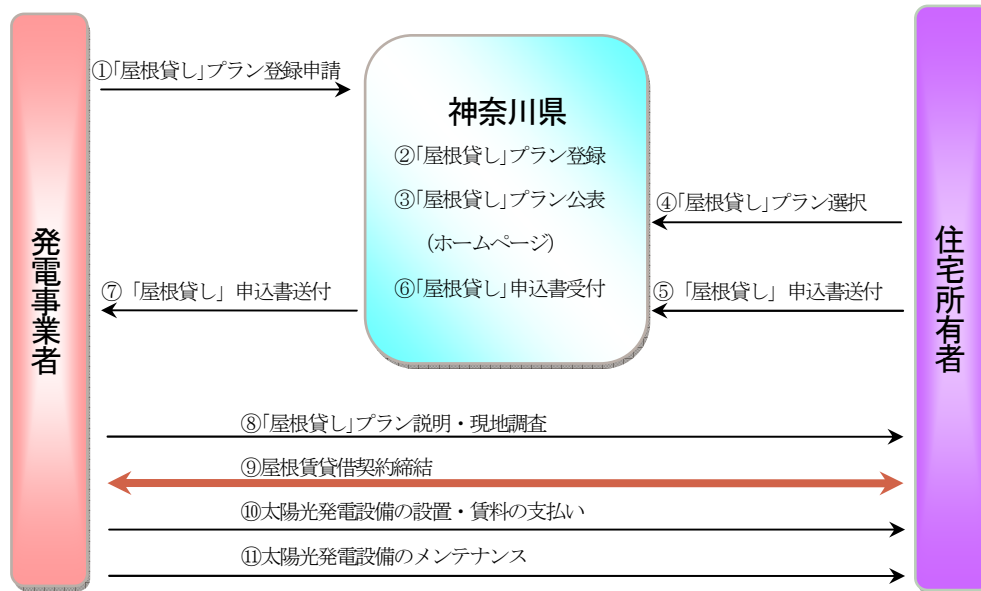 発電事業者
①「屋根貸し」プラン登録申請
神奈川県
②「屋根貸し」プラン登録
③「屋根貸し」プラン公表
（ホームページ）
④「屋根貸し」プラン選択
⑤「屋根貸し」申込書送付
⑥「屋根貸し」申込書受付
⑦「屋根貸し」申込書送付
住宅所有者
⑧「屋根貸し」プラン説明・現地調査
⑨屋根賃貸借契約締結
⑩太陽光発電設備の設置・賃料の支払い
⑪太陽光発電設備のメンテナンス